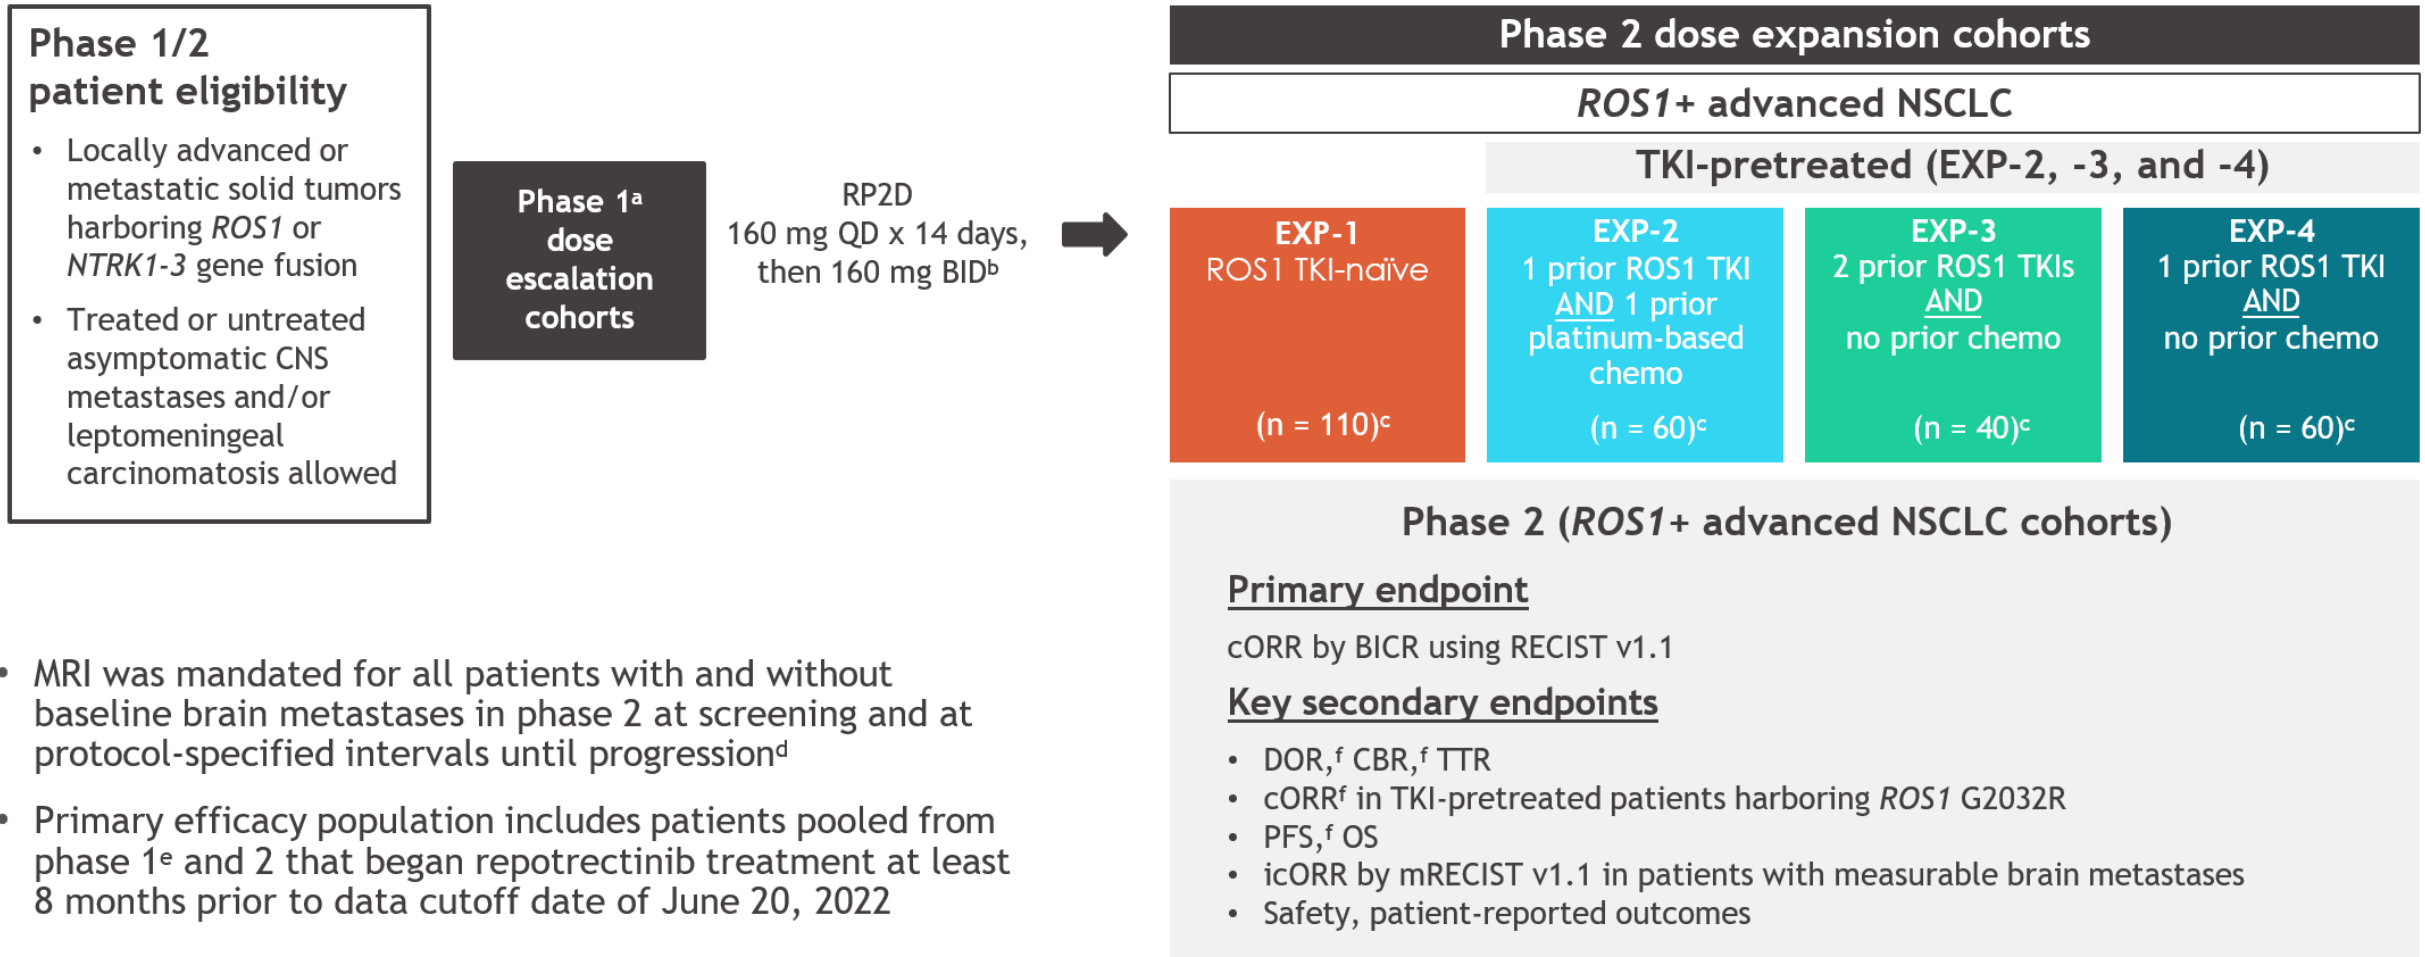 Phase 1/2
patient eligibility
• Locally advanced or
metastatic solid tumors
harboring ROS1 or
NTRK1-3 gene fusion
• Treated or untreated
asymptomatic CNS
metastases and/or
leptomeningeal
carcinomatosis allowed
Phase 1ᵃ
dose
escalation
cohorts
RP2D
160 mg QD x 14 days,
then 160 mg BIDᵇ
Phase 2 dose expansion cohorts
ROS1+ advanced NSCLC
TKI-pretreated (EXP-2, -3, and -4)
EXP-1
ROS1 TKI-naïve
(n = 110)ᶜ
EXP-2
1 prior ROS1 TKI
AND 1 prior
platinum-based
chemo
(n = 60)ᶜ
EXP-3
2 prior ROS1 TKIs
AND
no prior chemo
(n = 40)ᶜ
EXP-4
1 prior ROS1 TKI
AND
no prior chemo
(n = 60)ᶜ
• MRI was mandated for all patients with and without
baseline brain metastases in phase 2 at screening and at
protocol-specified intervals until progressionᵈ
• Primary efficacy population includes patients pooled from
phase 1ᵉ and 2 that began repotrectinib treatment at least
8 months prior to data cutoff date of June 20, 2022
Phase 2 (ROS1+ advanced NSCLC cohorts)
Primary endpoint
cORR by BICR using RECIST v1.1
Key secondary endpoints
• DOR,ᶠ CBR,ᶠ TTR
• cORRᶠ in TKI-pretreated patients harboring ROS1 G2032R
• PFS,ᶠ OS
• icORR by mRECIST v1.1 in patients with measurable brain metastases
• Safety, patient-reported outcomes